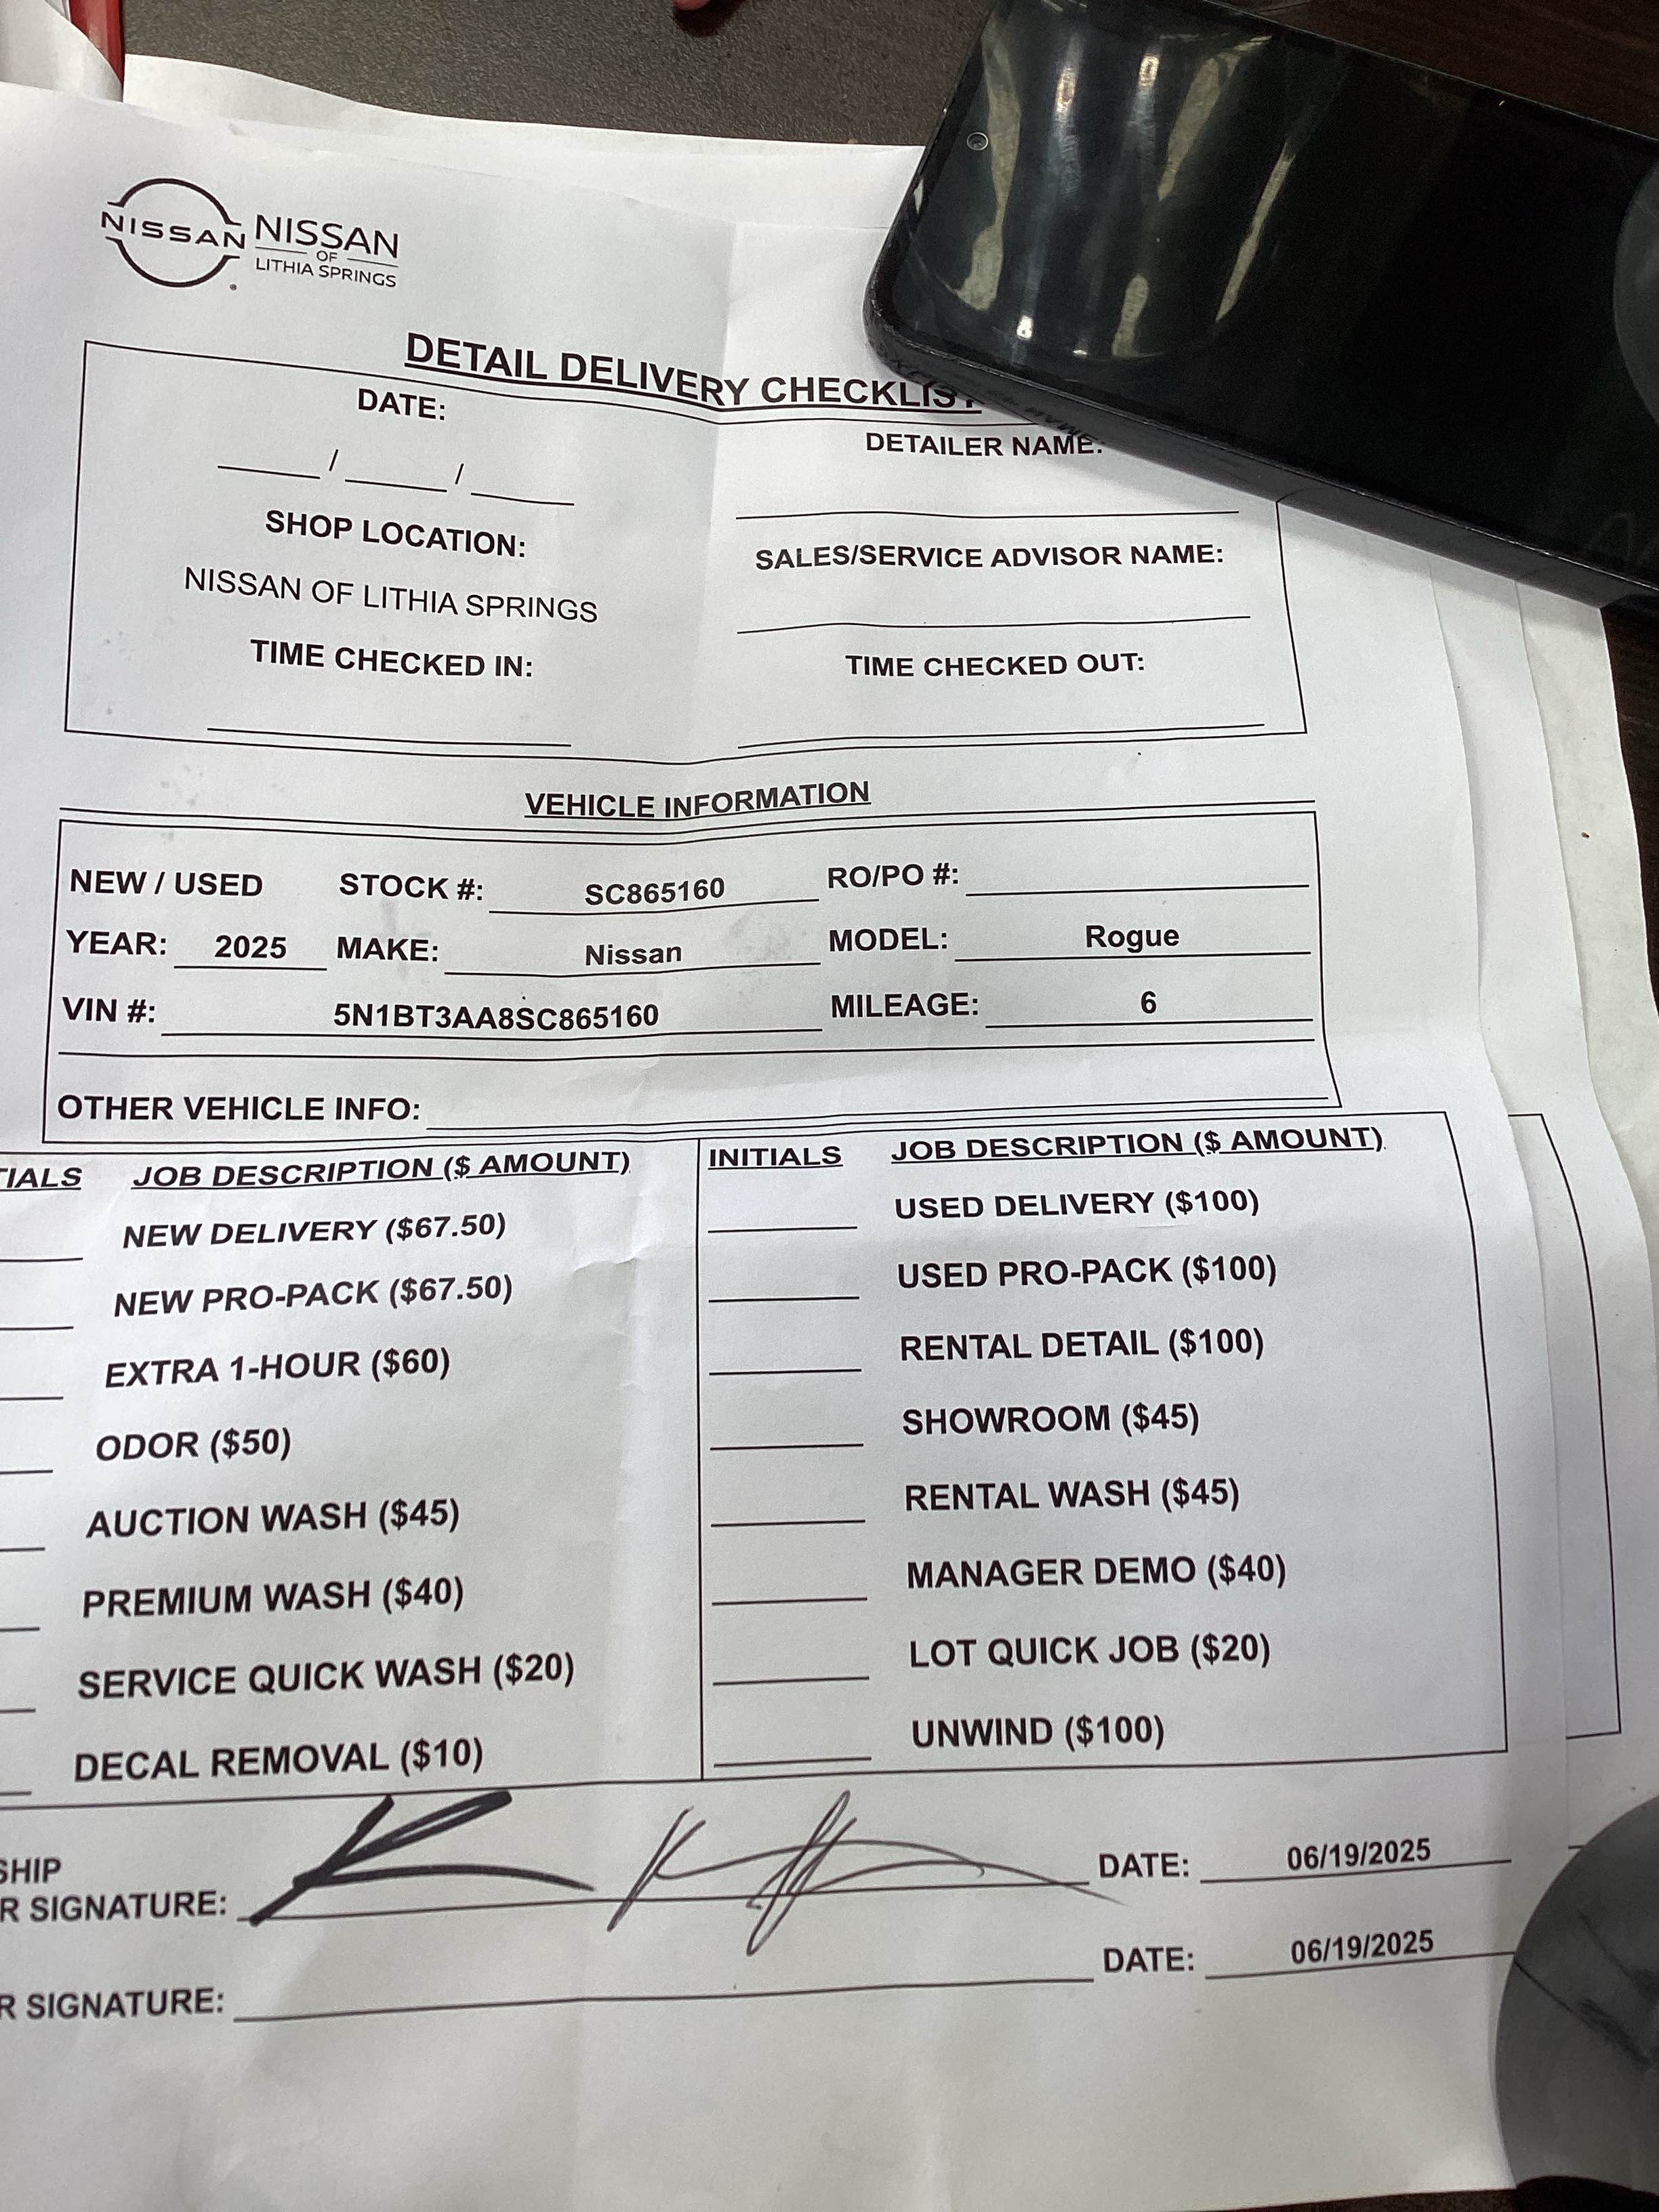 NISSAN
NISSAN
OF
LITHIA SPRINGS
DETAIL DELIVERY CHECKLIST
DATE:
DETAILER NAME:
___/___/___
SHOP LOCATION:
SALES/SERVICE ADVISOR NAME:
NISSAN OF LITHIA SPRINGS
TIME CHECKED IN:
TIME CHECKED OUT:
VEHICLE INFORMATION
NEW / USED STOCK #: SC865160 RO/PO #:
YEAR: 2025 MAKE: Nissan MODEL: Rogue
VIN #: 5N1BT3AA8SC865160 MILEAGE: 6
OTHER VEHICLE INFO:
TIALS JOB DESCRIPTION ($ AMOUNT) INITIALS JOB DESCRIPTION ($ AMOUNT)
NEW DELIVERY ($67.50) USED DELIVERY ($100)
NEW PRO-PACK ($67.50) USED PRO-PACK ($100)
EXTRA 1-HOUR ($60) RENTAL DETAIL ($100)
ODOR ($50) SHOWROOM ($45)
AUCTION WASH ($45) RENTAL WASH ($45)
PREMIUM WASH ($40) MANAGER DEMO ($40)
SERVICE QUICK WASH ($20) LOT QUICK JOB ($20)
DECAL REMOVAL ($10) UNWIND ($100)
SHIP
R SIGNATURE: DATE: 06/19/2025
R SIGNATURE: DATE: 06/19/2025